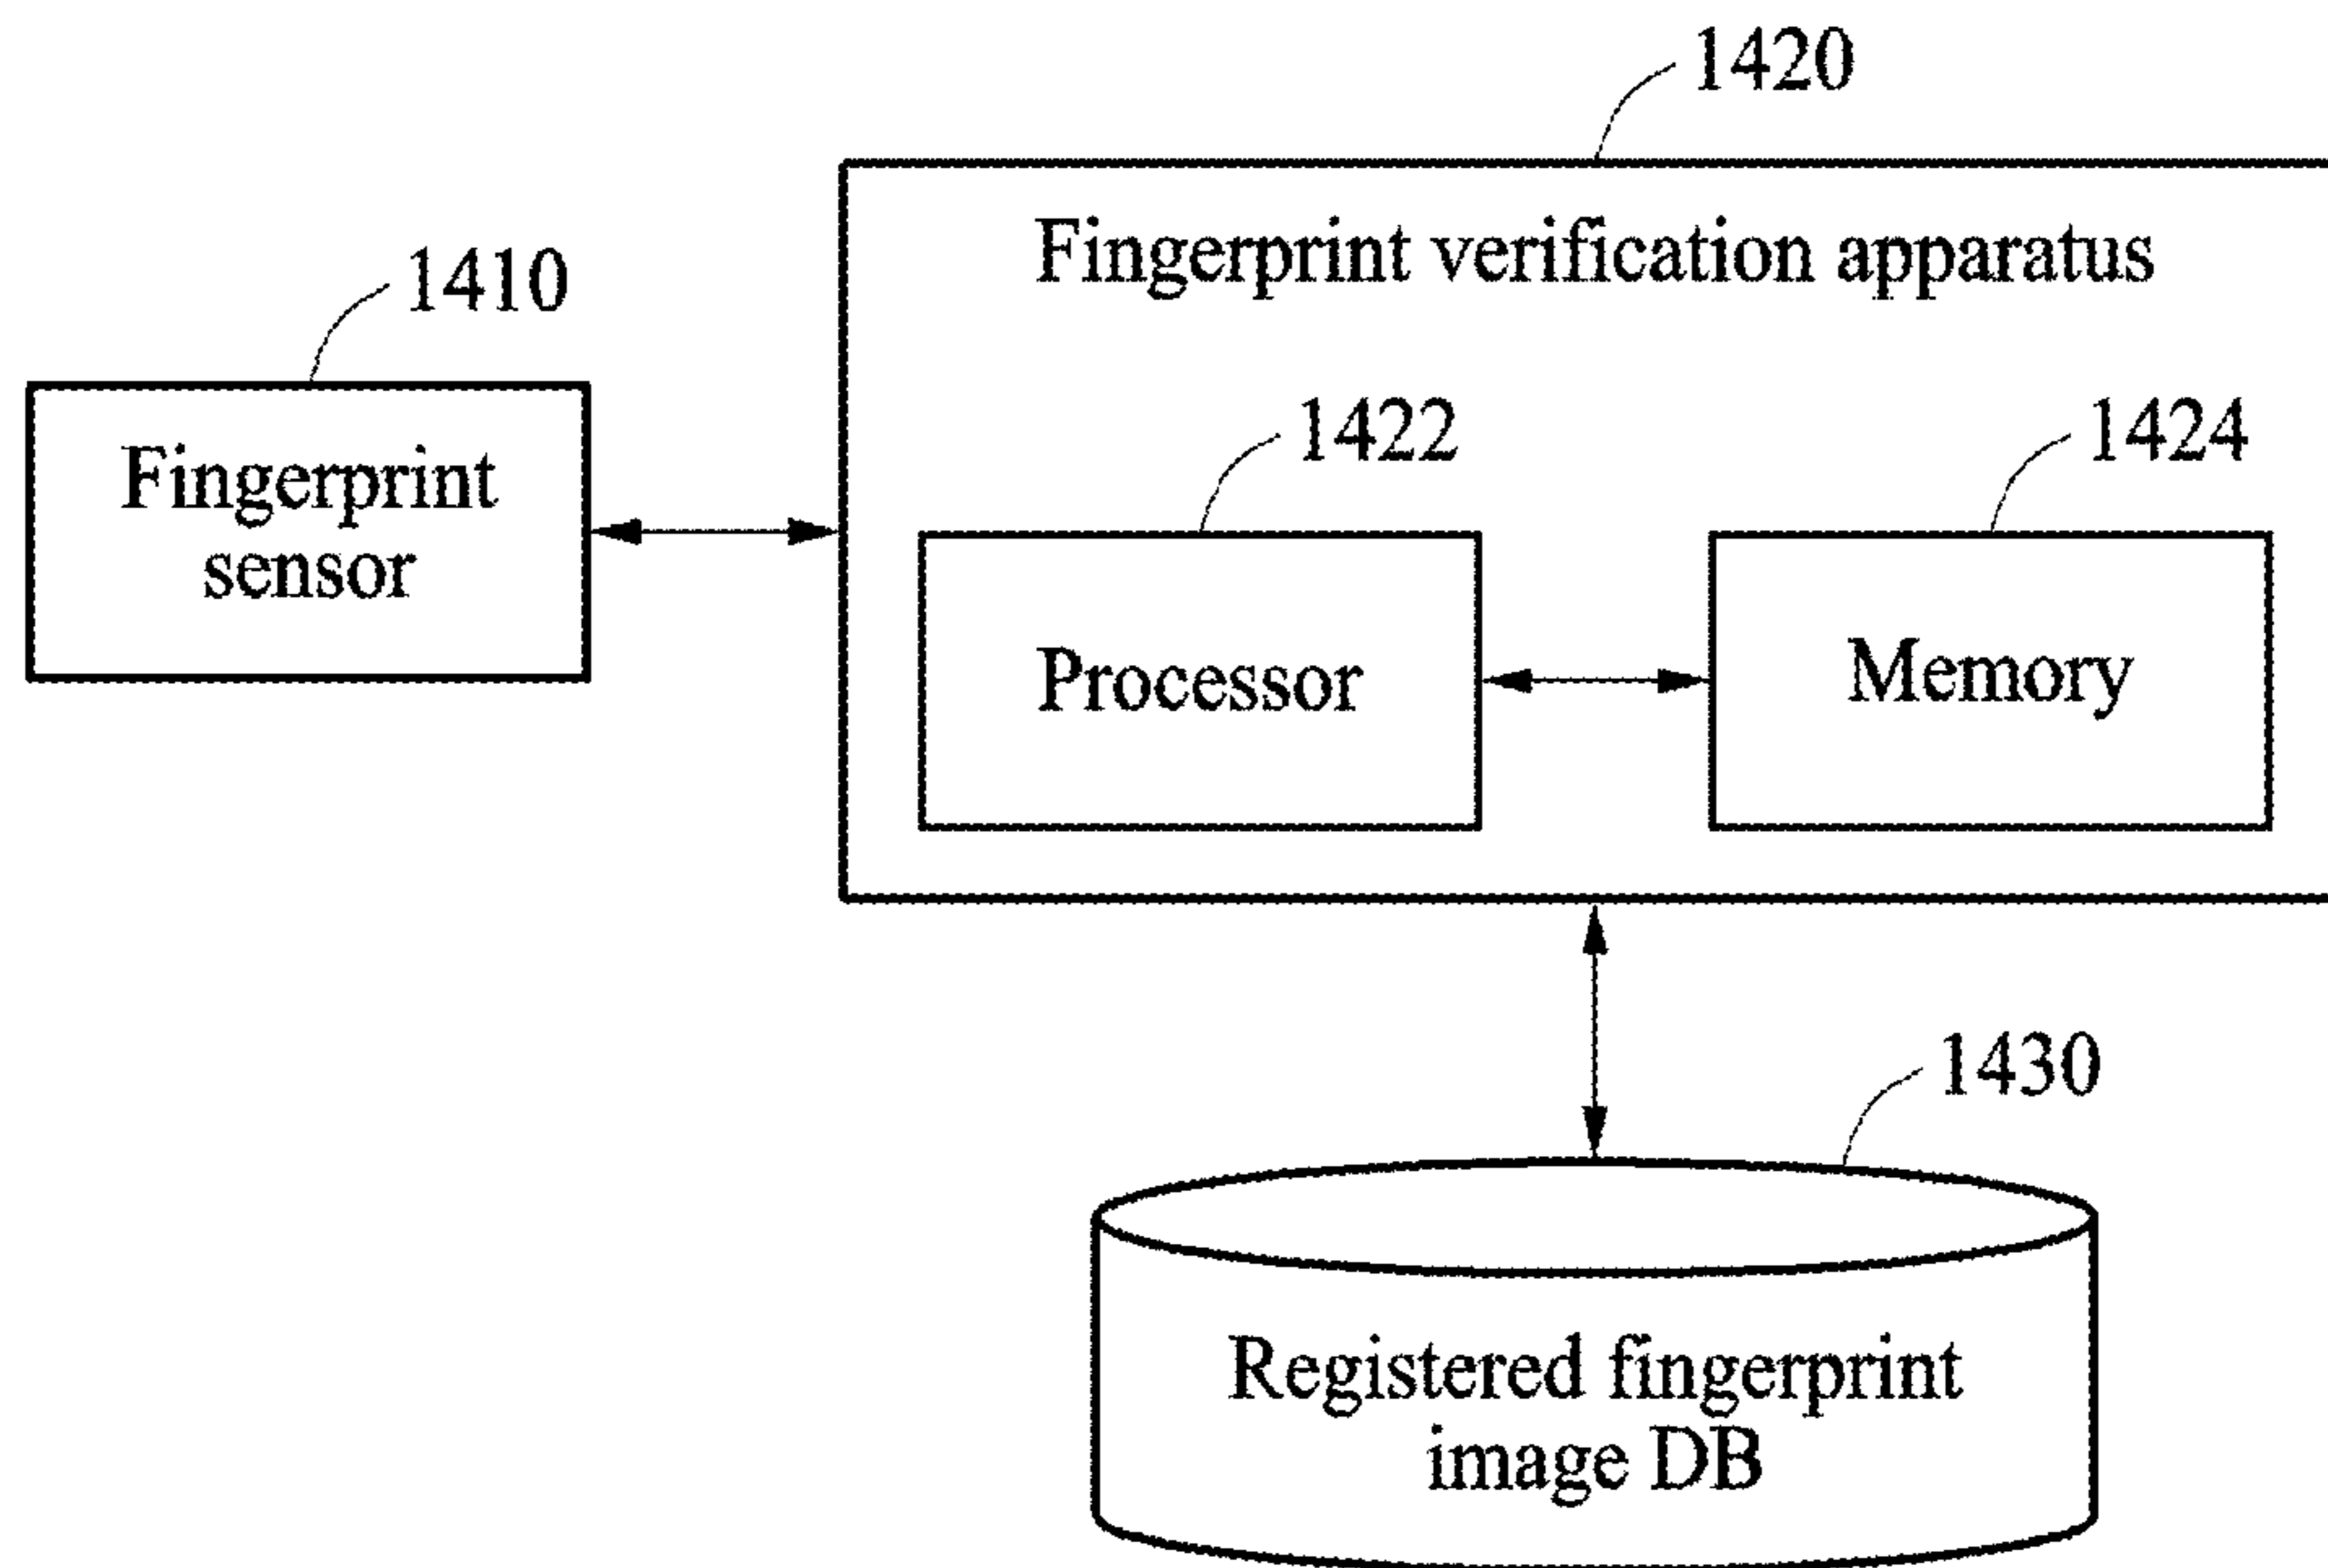 1420
Fingerprint verification apparatus
1410
Fingerprint
sensor
1422
1424
Processor
Memory
1430
Registered fingerprint
image DB